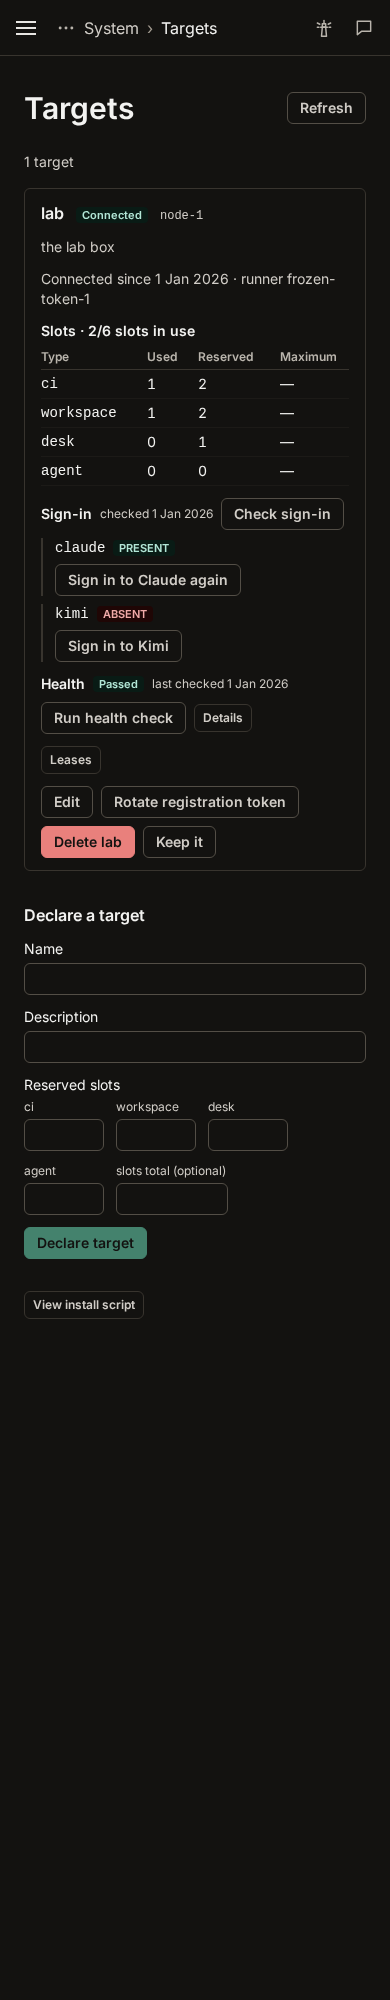 ··· System › Targets
Targets
Refresh
1 target
lab Connected node-1
the lab box
Connected since 1 Jan 2026 · runner frozen-
token-1
Slots · 2/6 slots in use
Type Used Reserved Maximum
ci 1 2 —
workspace 1 2 —
desk 0 1 —
agent 0 0 —
Sign-in checked 1 Jan 2026 Check sign-in
claude PRESENT
Sign in to Claude again
kimi ABSENT
Sign in to Kimi
Health Passed last checked 1 Jan 2026
Run health check Details
Leases
Edit Rotate registration token
Delete lab Keep it
Declare a target
Name
Description
Reserved slots
ci workspace desk
agent slots total (optional)
Declare target
View install script